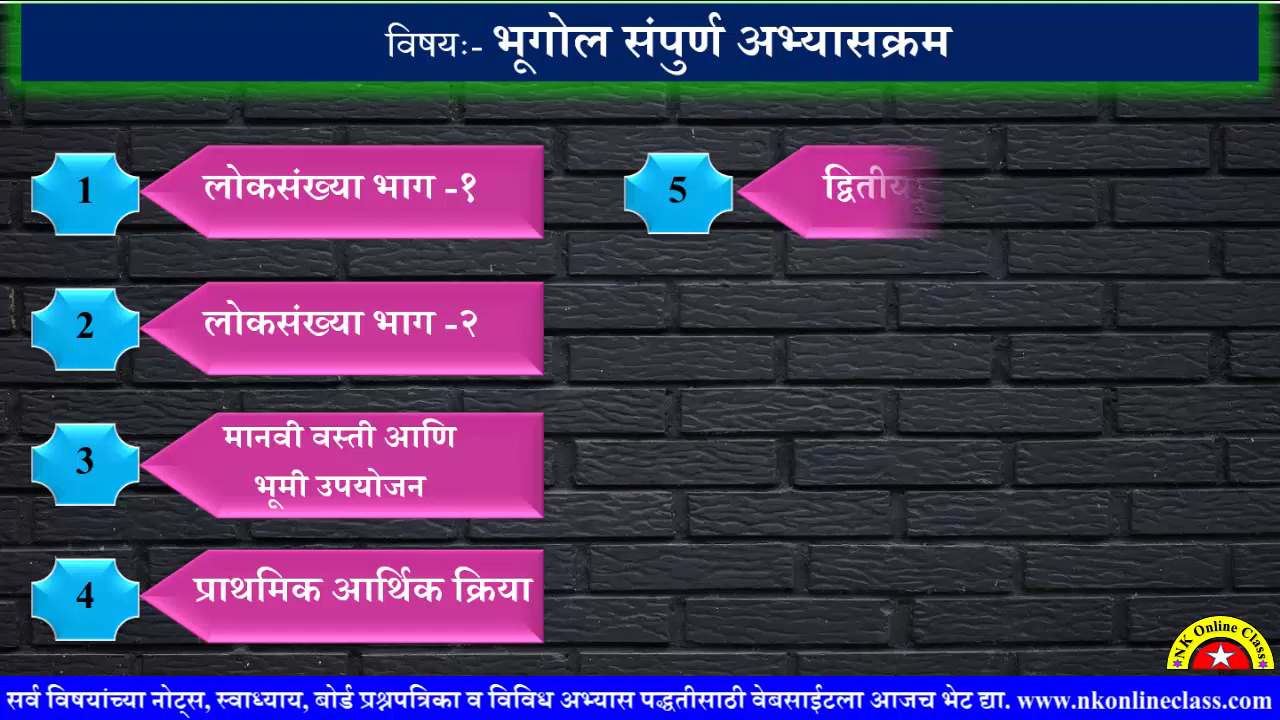 विषयः- भूगोल संपुर्ण अभ्यासक्रम
1 लोकसंख्या भाग -१
2 लोकसंख्या भाग -२
3 मानवी वस्ती आणि
भूमी उपयोजन
4 प्राथमिक आर्थिक क्रिया
5 द्वितीय
NK Online Class
सर्व विषयांच्या नोट्स, स्वाध्याय, बोर्ड प्रश्नपत्रिका व विविध अभ्यास पद्धतीसाठी वेबसाईटला आजच भेट द्या. www.nkonlineclass.com